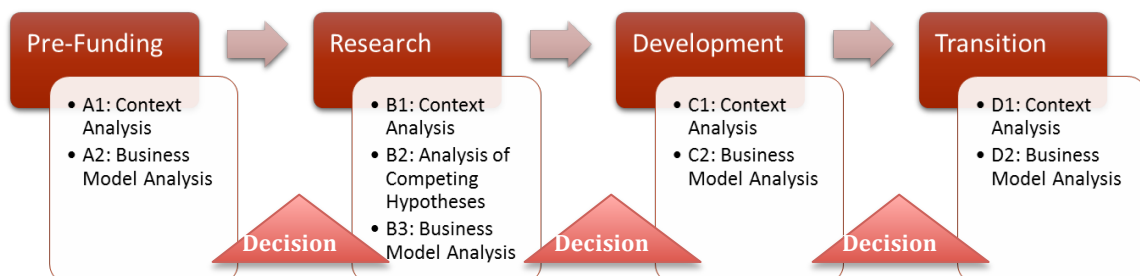 Pre-Funding
• A1: Context
Analysis
• A2: Business
Model Analysis
Decision
Research
• B1: Context
Analysis
• B2: Analysis of
Competing
Hypotheses
• B3: Business
Model Analysis
Decision
Development
• C1: Context
Analysis
• C2: Business
Model Analysis
Decision
Transition
• D1: Context
Analysis
• D2: Business
Model Analysis